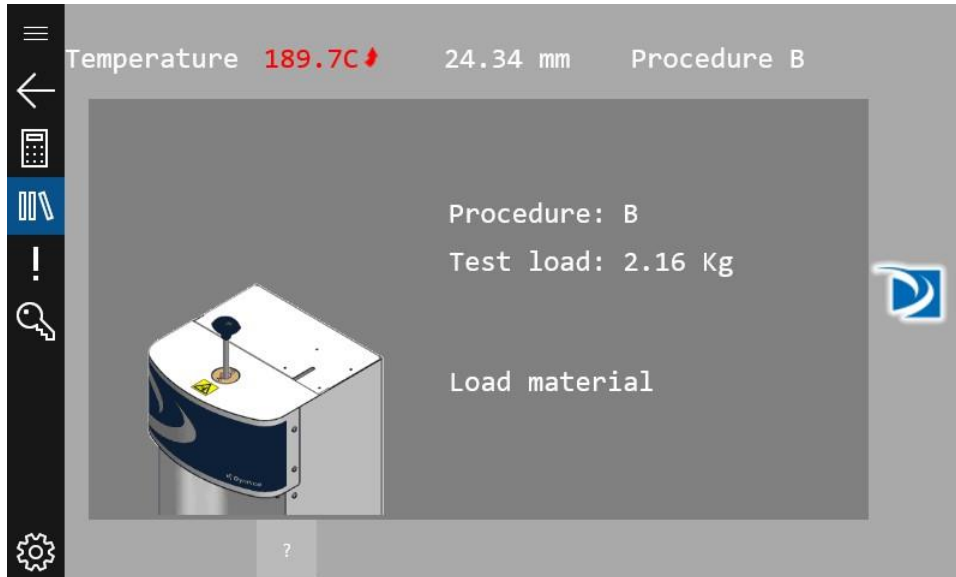 Temperature 189.7C 24.34 mm Procedure B
Procedure: B
Test load: 2.16 Kg
Load material
?